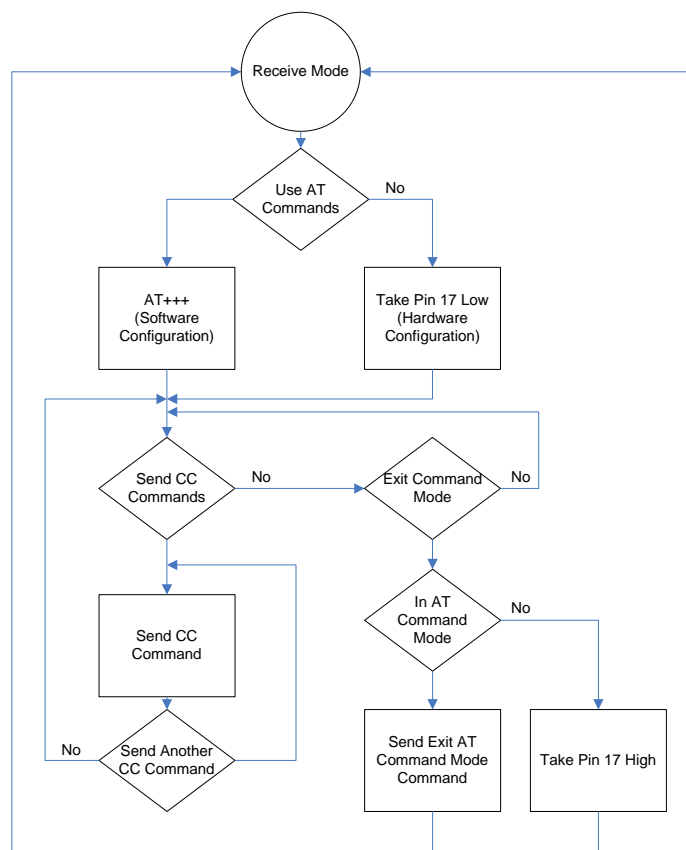 Receive Mode
Use AT
Commands
No
AT+++
(Software
Configuration)
Take Pin 17 Low
(Hardware
Configuration)
Send CC
Commands
No
Exit Command
Mode
No
In AT
Command
Mode
No
Send CC
Command
Send Another
CC Command
No
Send Exit AT
Command Mode
Command
Take Pin 17 High